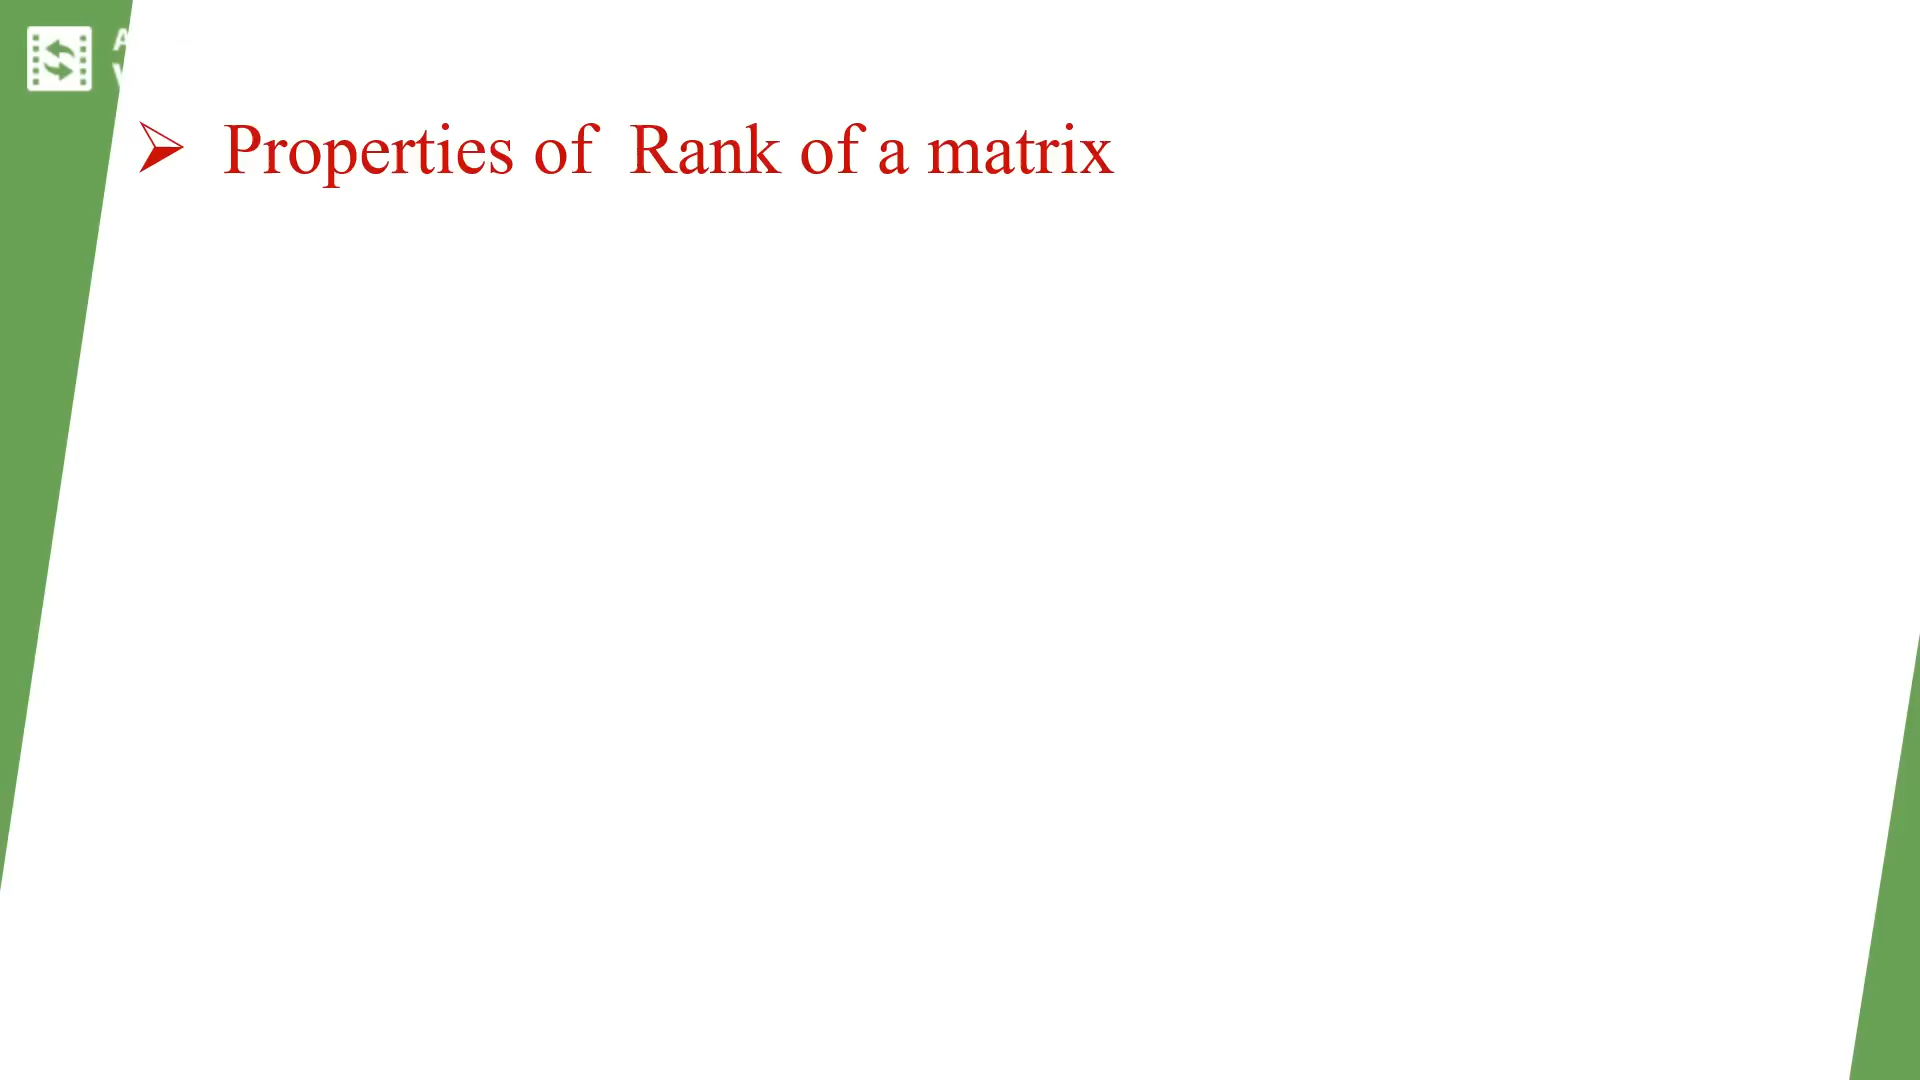 ➢ Properties of Rank of a matrix